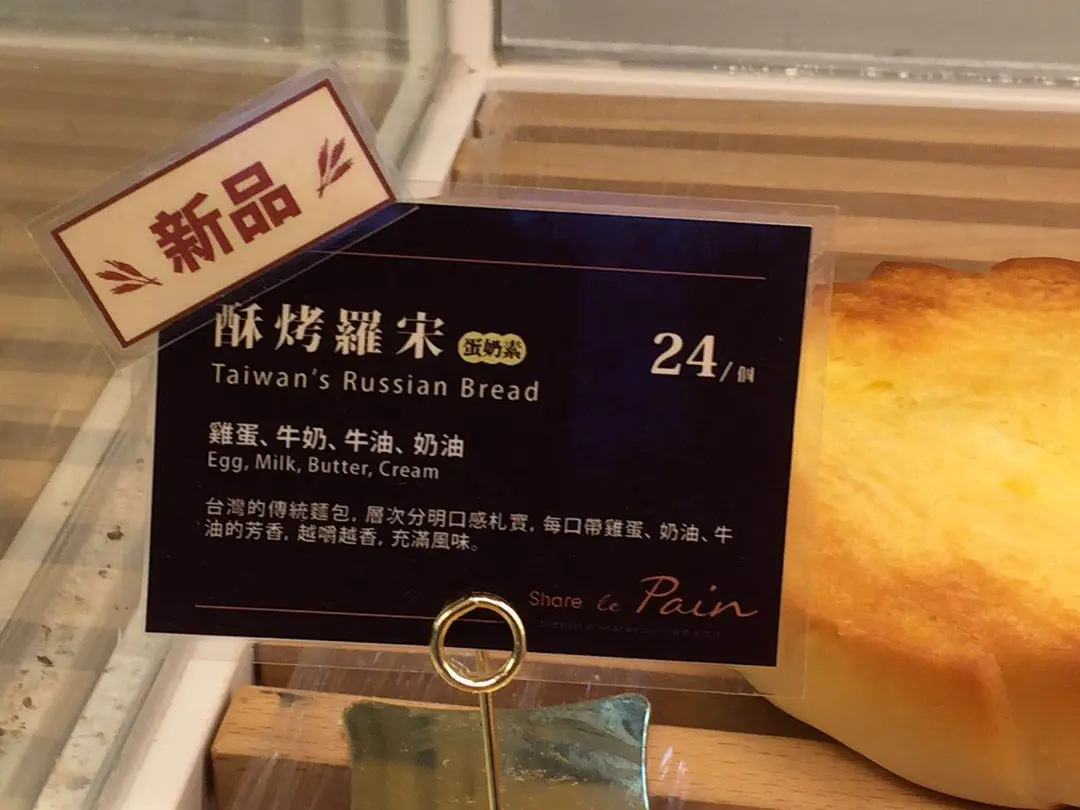 新品
酥烤羅宋 蛋奶素 24/個
Taiwan's Russian Bread
雞蛋、牛奶、牛油、奶油
Egg, Milk, Butter, Cream
台灣的傳統麵包, 層次分明口感札實, 每口帶雞蛋、奶油、牛
油的芳香, 越嚼越香, 充滿風味。
Share le Pain